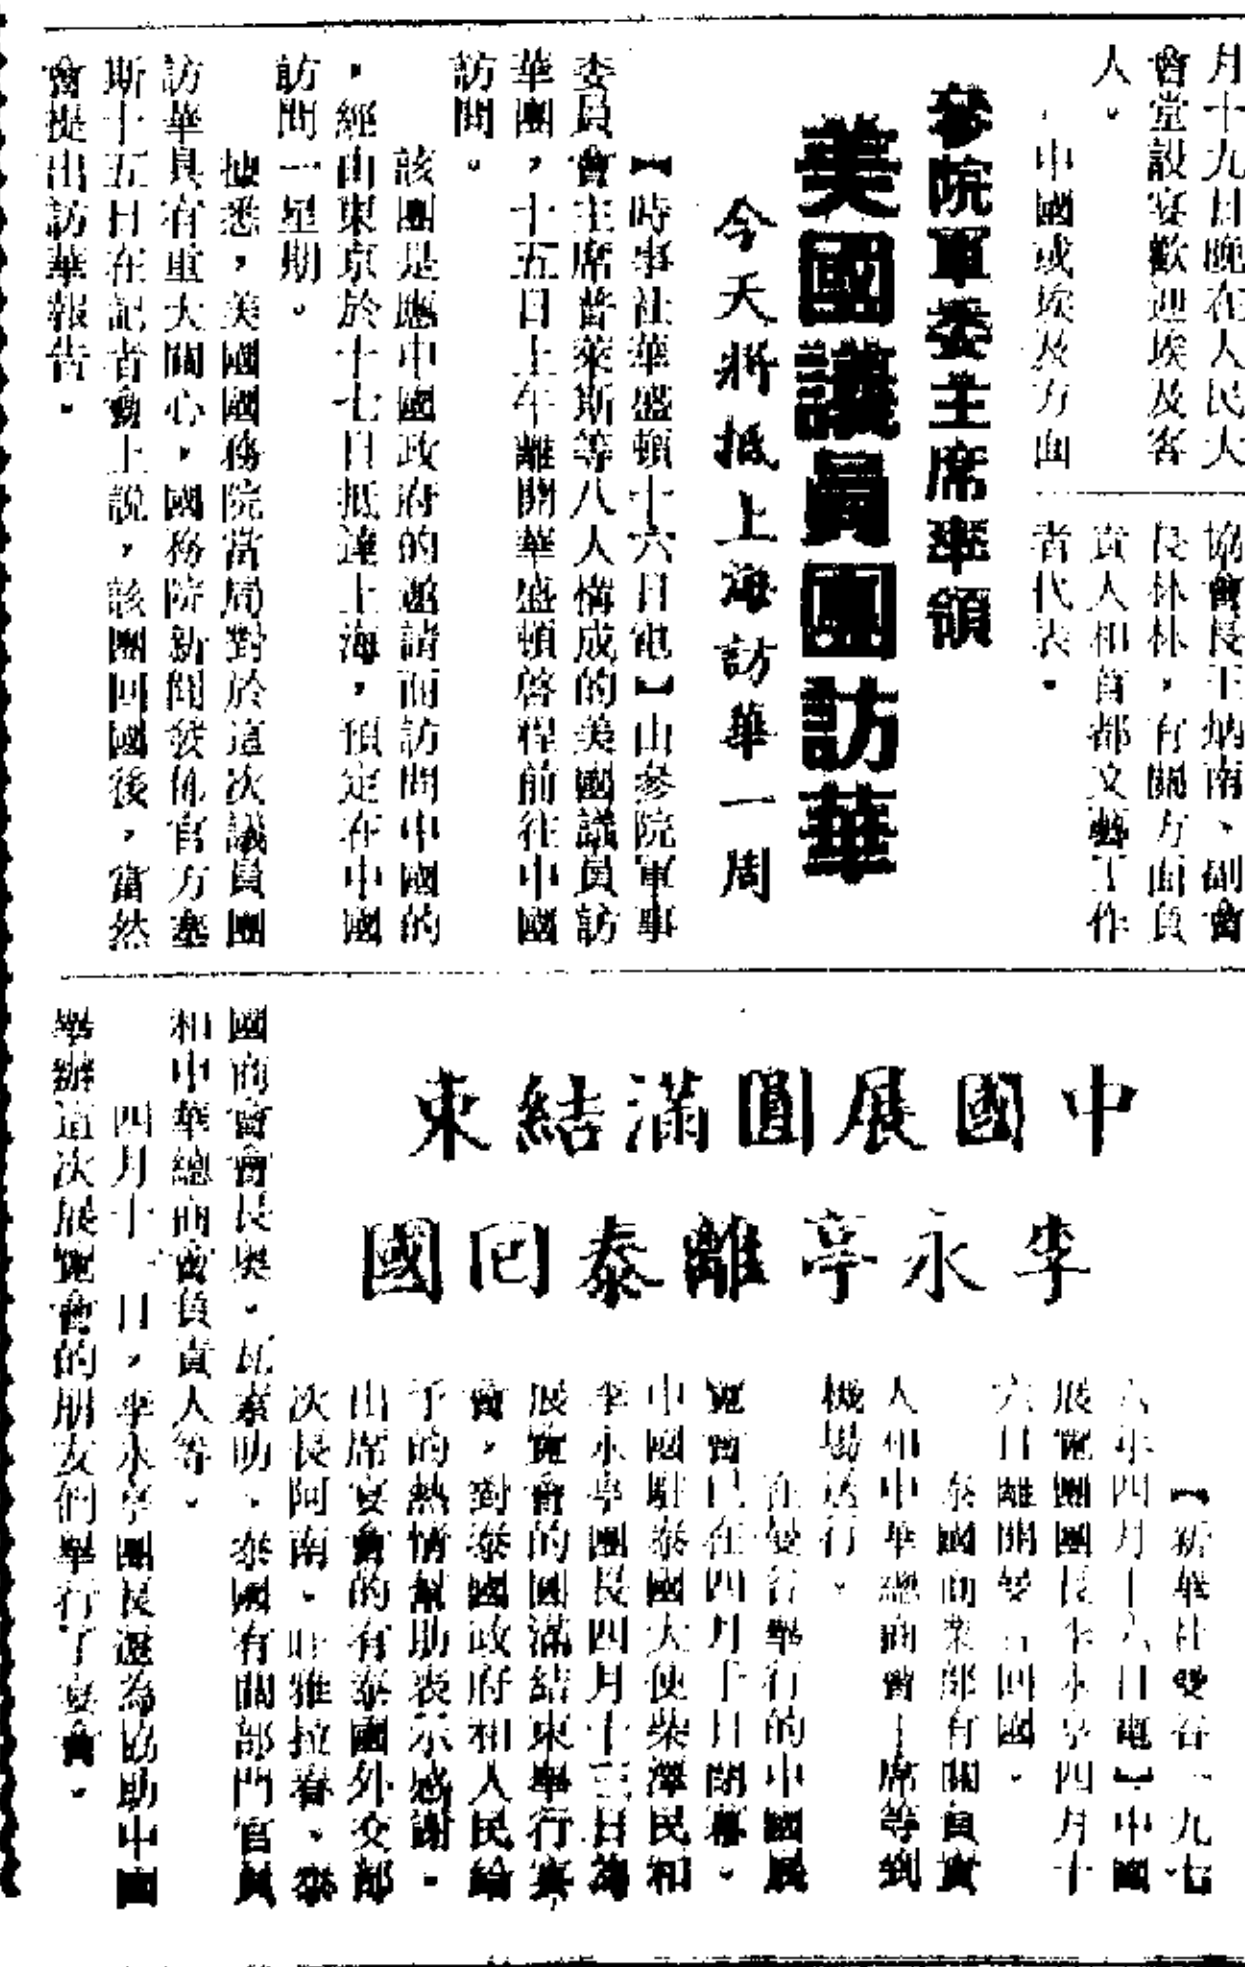 月十九日晚在人民大
會堂設宴歡迎埃及客
人。
中國或埃及方面
協會長王炳南、副會
長林林,有關方面負
責人和首都文藝工作
者代表。
參院軍委主席率領
美國議員團訪華
今天將抵上海訪華一周
【時事社華盛頓十六日電】由參院軍事
委員會主席普萊斯等八人構成的美國議員訪
華團,十五日上午離開華盛頓啓程前往中國
訪問。
該團是應中國政府的邀請而訪問中國的
,經由東京於十七日抵達上海,預定在中國
訪問一星期。
據悉,美國國務院當局對於這次議員團
訪華具有重大關心,國務院新聞發佈官方塞
斯十五日在記者會上説,該團回國後,當然
會提出訪華報告。
中國展圓滿結束
李永亭離泰回國
【新華社曼谷一九七
八年四月十六日電】中國
展覽團團長李永亭四月十
六日離開曼谷回國。
泰國商業部有關負責
人和中華總商會主席等到
機場送行。
在曼谷舉行的中國展
覽會已在四月十日閉幕。
中國駐泰國大使柴澤民和
李永亭團長四月十三日為
展覽會的圓滿結束舉行宴
會,對泰國政府和人民給
予的熱情幫助表示感謝。
出席宴會的有泰國外交部
次長阿南·班雅拉春、泰
國商會會長奧·瓦素叻、泰國有關部門官員
和中華總商會負責人等。
四月十一日,李永亭團長還為協助中國
舉辦這次展覽會的朋友們舉行了宴會。